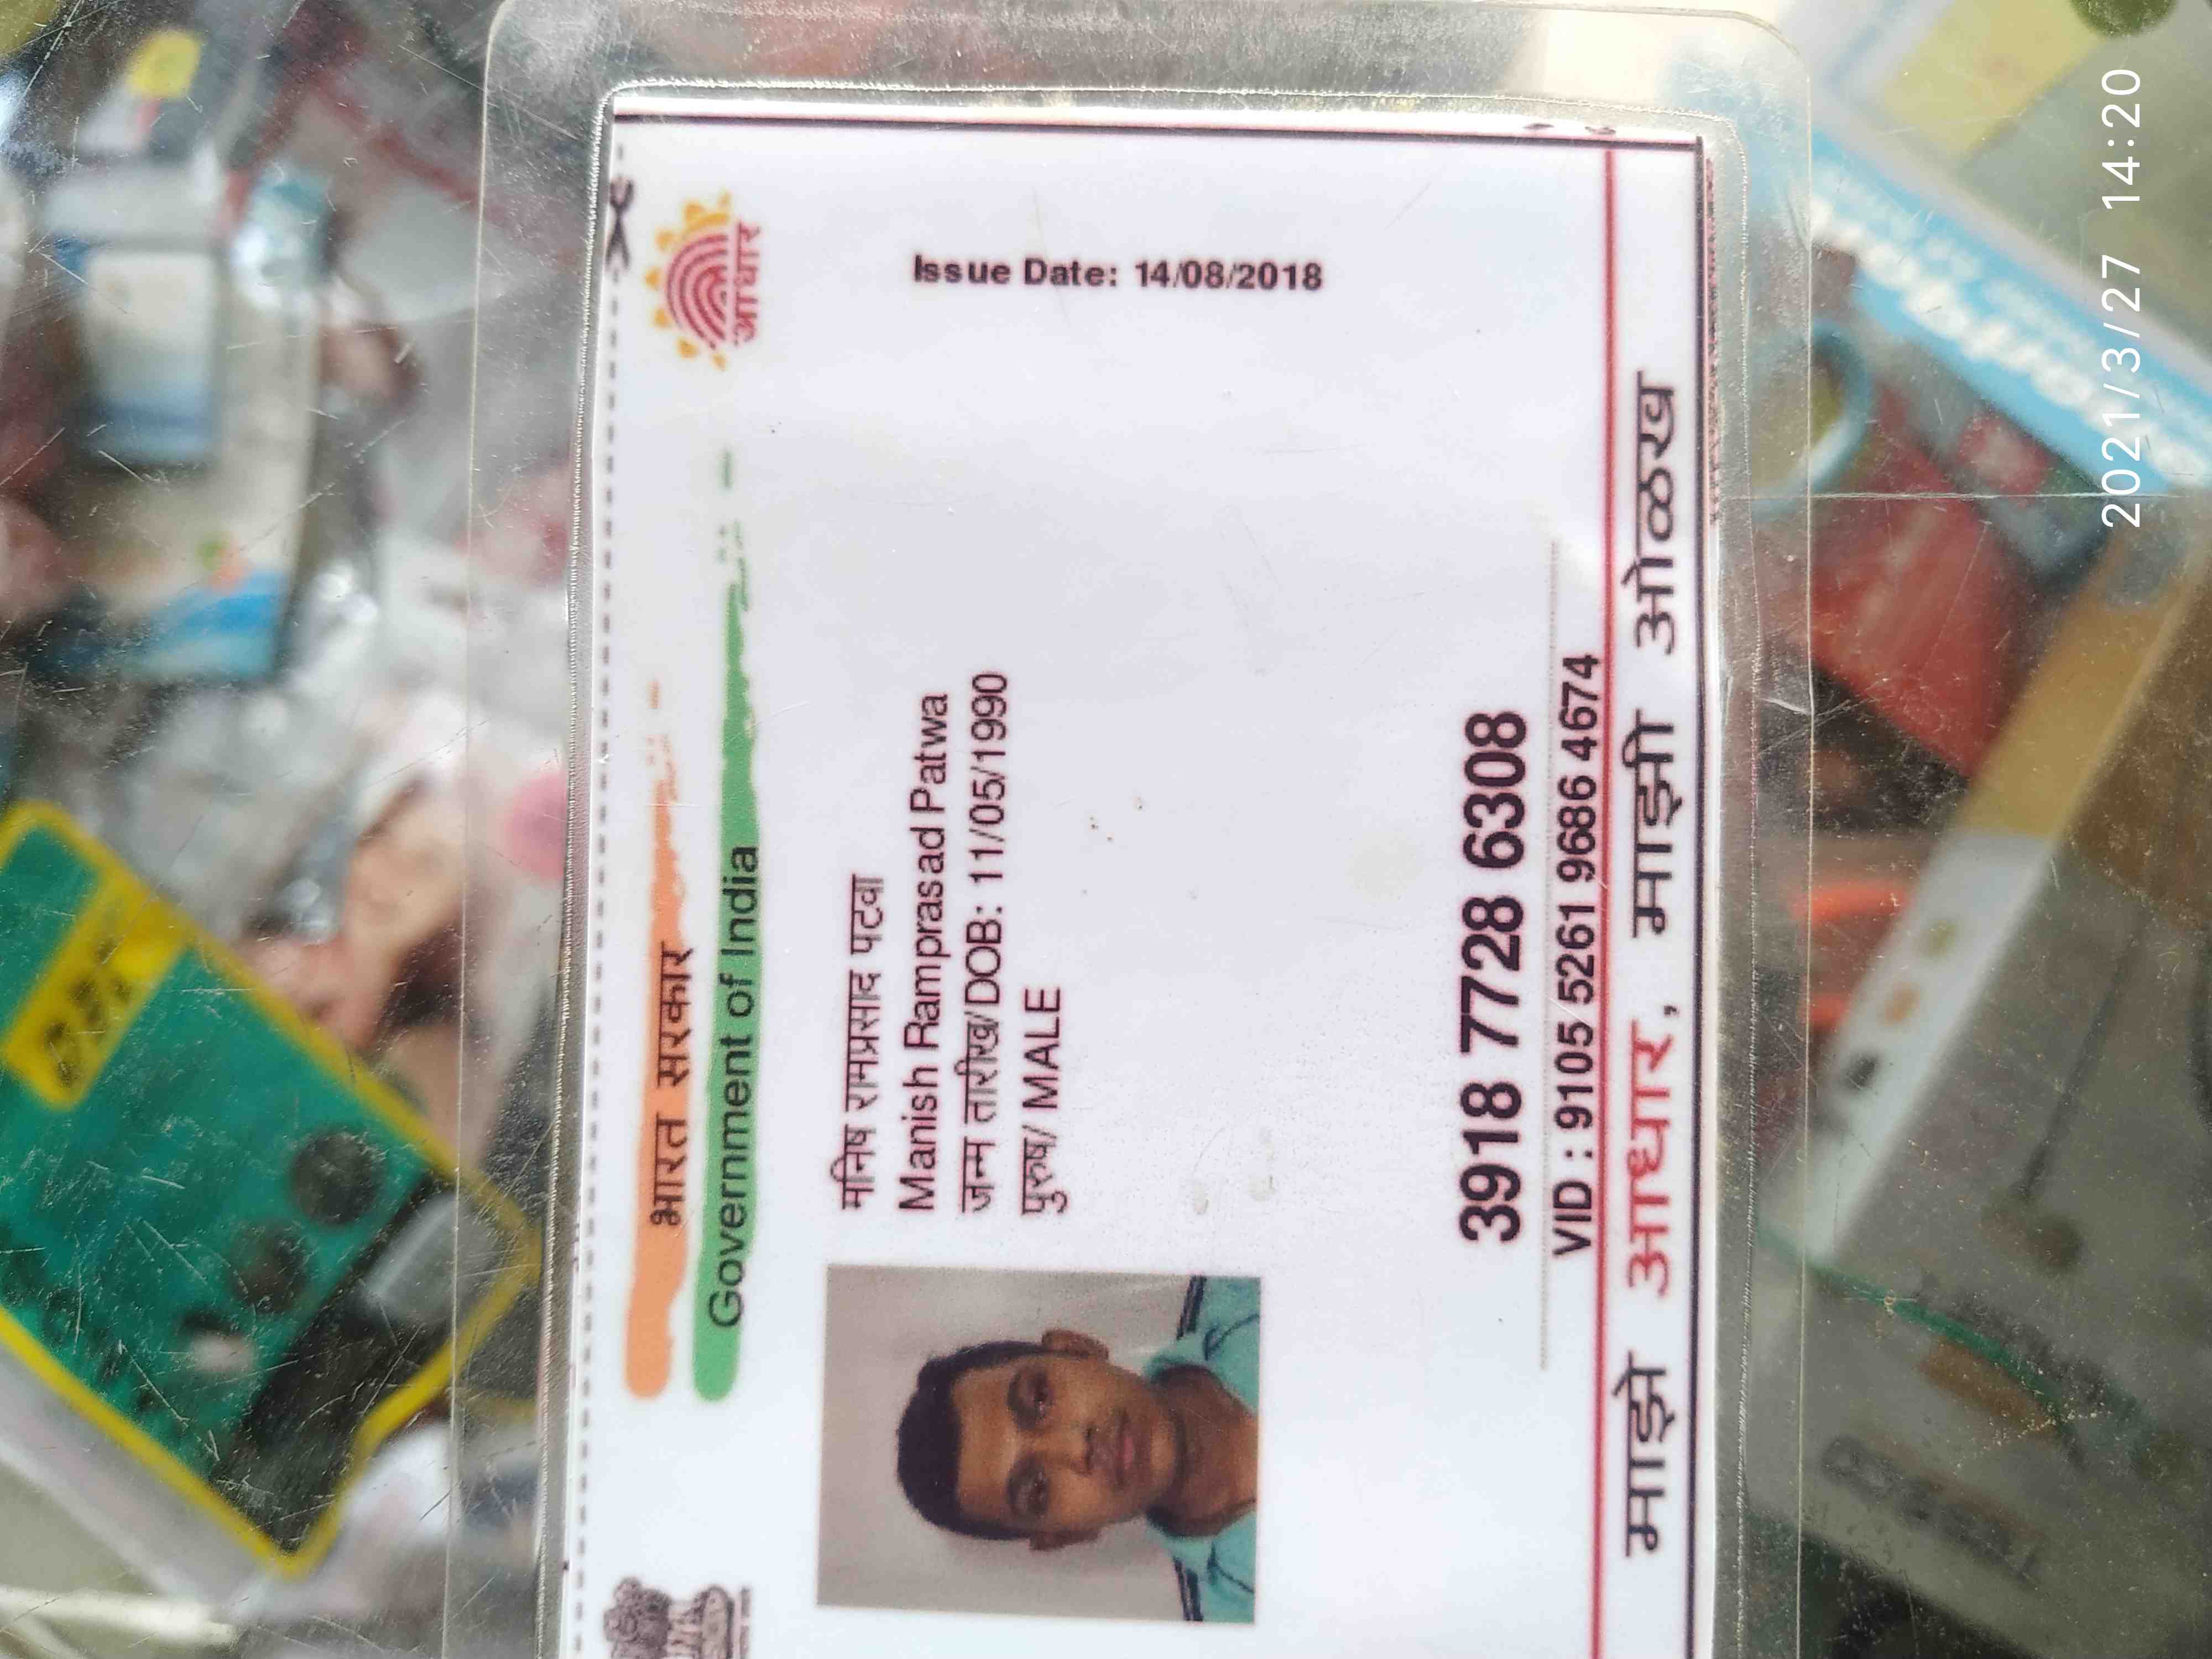 भारत सरकार
Government of India
आधार
Issue Date: 14/08/2018
मनिष रामप्रसाद पटवा
Manish Ramprasad Patwa
जन्म तारीख/DOB: 11/05/1990
पुरुष/ MALE
3918 7728 6308
VID : 9105 5261 9686 4674
माझे आधार, माझी ओळख
2021/3/27 14:20